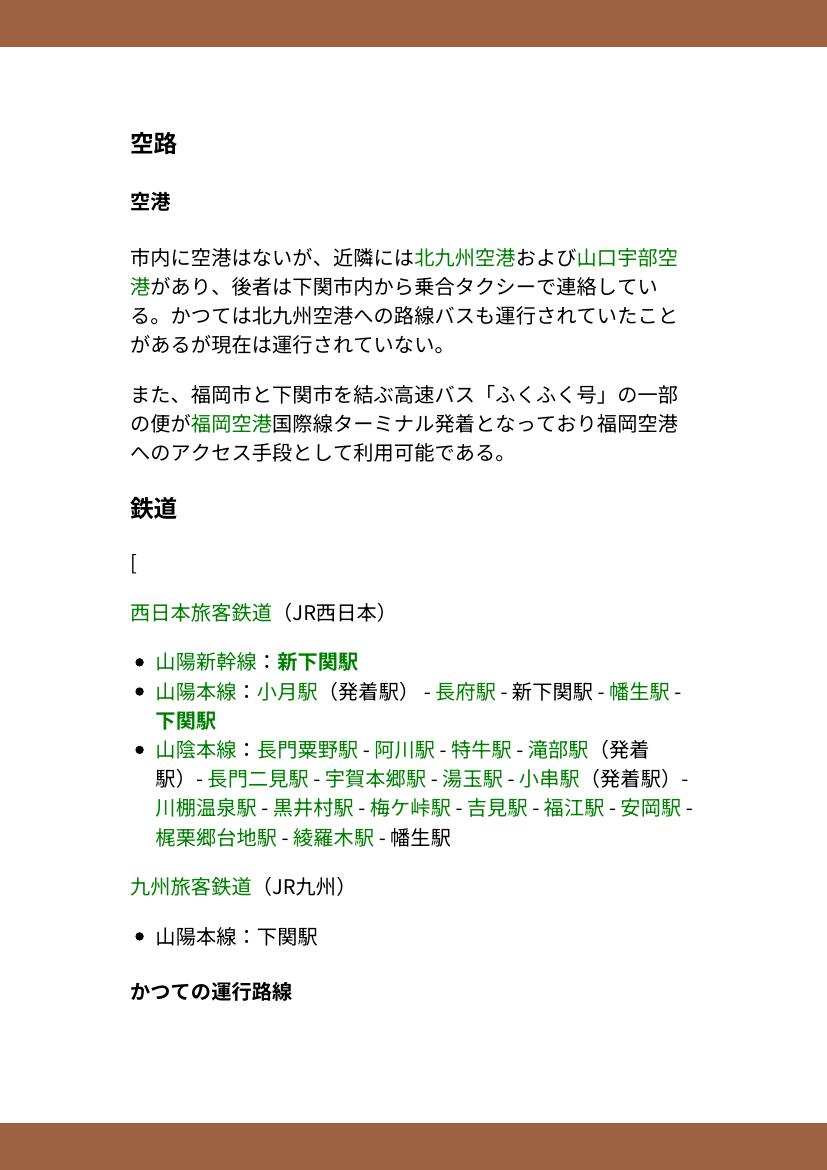 空路
空港
市内に空港はないが、近隣には北九州空港および山口宇部空
港があり、後者は下関市内から乗合タクシーで連絡してい
る。かつては北九州空港への路線バスも運行されていたこと
があるが現在は運行されていない。
また、福岡市と下関市を結ぶ高速バス「ふくふく号」の一部
の便が福岡空港国際線ターミナル発着となっており福岡空港
へのアクセス手段として利用可能である。
鉄道
[
西日本旅客鉄道（JR西日本）
• 山陽新幹線：新下関駅
• 山陽本線：小月駅（発着駅） - 長府駅 - 新下関駅 - 幡生駅 -
下関駅
• 山陰本線：長門粟野駅 - 阿川駅 - 特牛駅 - 滝部駅（発着
駅）- 長門二見駅 - 宇賀本郷駅 - 湯玉駅 - 小串駅（発着駅）-
川棚温泉駅 - 黒井村駅 - 梅ケ峠駅 - 吉見駅 - 福江駅 - 安岡駅 -
梶栗郷台地駅 - 綾羅木駅 - 幡生駅
九州旅客鉄道（JR九州）
• 山陽本線：下関駅
かつての運行路線